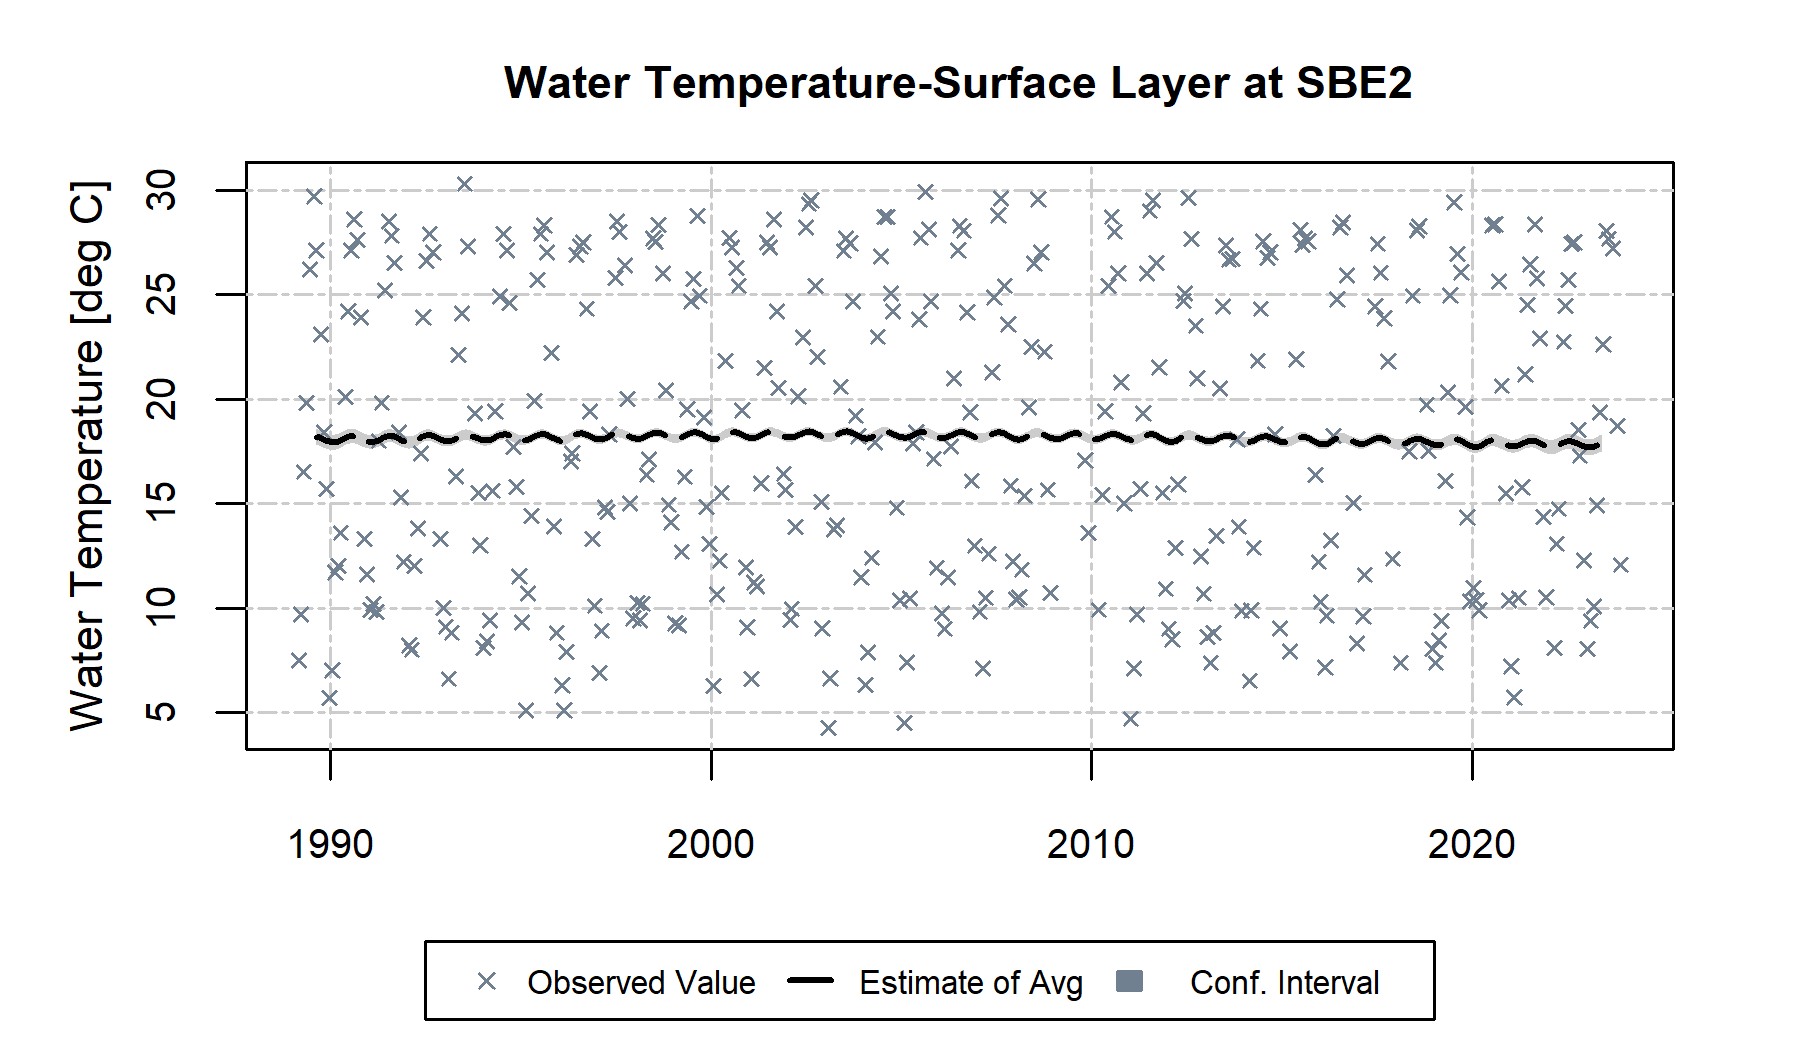 Water Temperature-Surface Layer at SBE2
Water Temperature [deg C]
30
25
20
15
10
5
1990 2000 2010 2020
Observed Value Estimate of Avg Conf. Interval